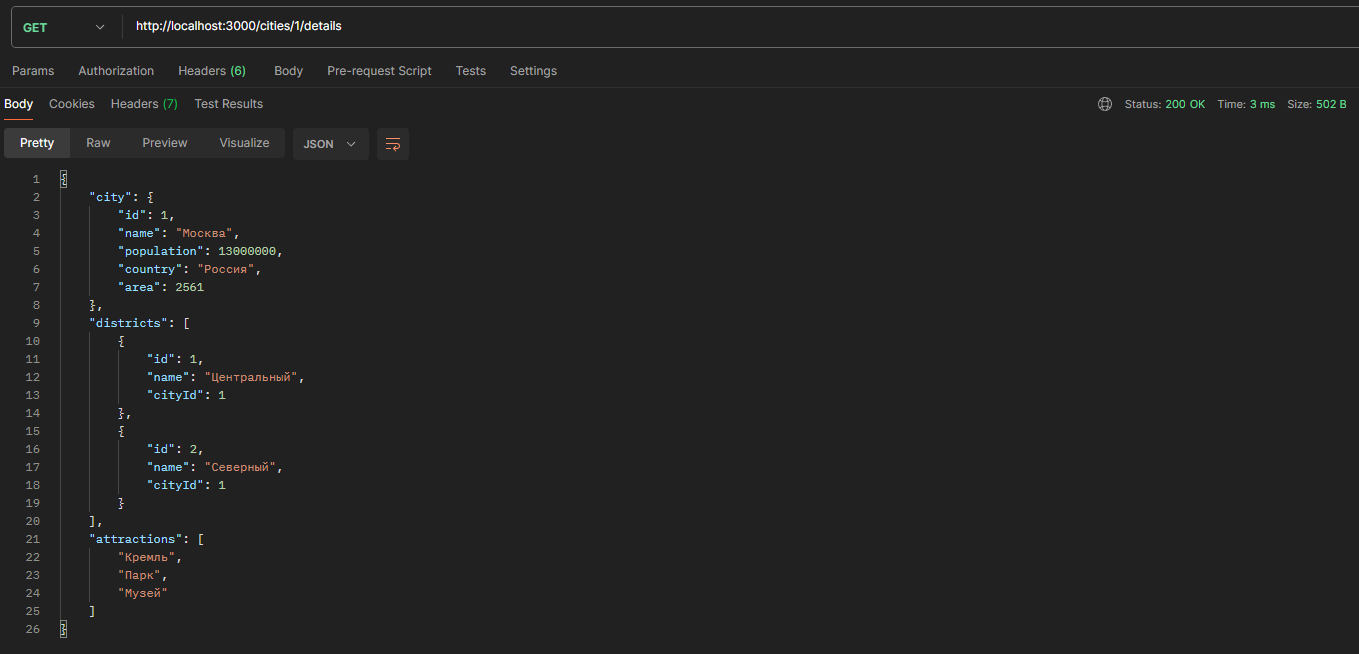 GET http://localhost:3000/cities/1/details
Params Authorization Headers (6) Body Pre-request Script Tests Settings
Body Cookies Headers (7) Test Results Status: 200 OK Time: 3 ms Size: 502 B
Pretty Raw Preview Visualize JSON
1 {
2 "city": {
3 "id": 1,
4 "name": "Москва",
5 "population": 13000000,
6 "country": "Россия",
7 "area": 2561
8 },
9 "districts": [
10 {
11 "id": 1,
12 "name": "Центральный",
13 "cityId": 1
14 },
15 {
16 "id": 2,
17 "name": "Северный",
18 "cityId": 1
19 }
20 ],
21 "attractions": [
22 "Кремль",
23 "Парк",
24 "Музей"
25 ]
26 }